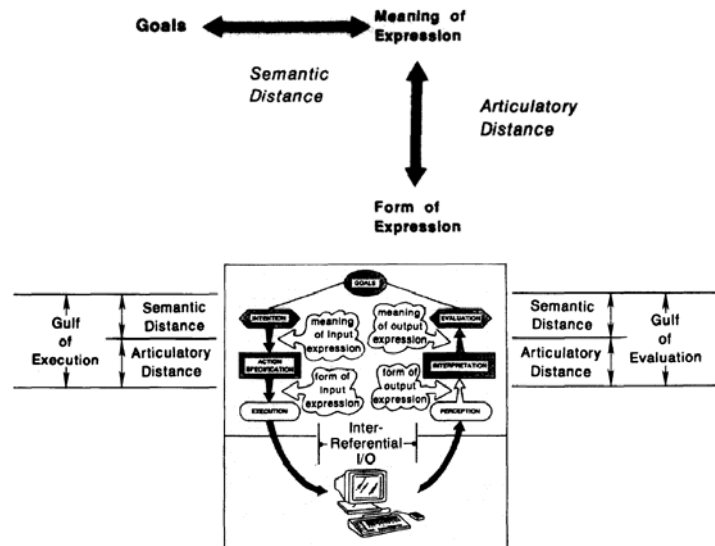 Goals
Meaning of
Expression
Semantic
Distance
Articulatory
Distance
Form of
Expression
GOALS
Gulf
of
Execution
Semantic
Distance
Articulatory
Distance
INTENTION
meaning
of input
expression
ACTION
SPECIFICATION
form of
input
expression
EXECUTION
meaning of
output
expression
EVALUATION
form of
output
expression
INTERPRETATION
PERCEPTION
Inter-
Referential
I/O
Semantic
Distance
Articulatory
Distance
Gulf
of
Evaluation